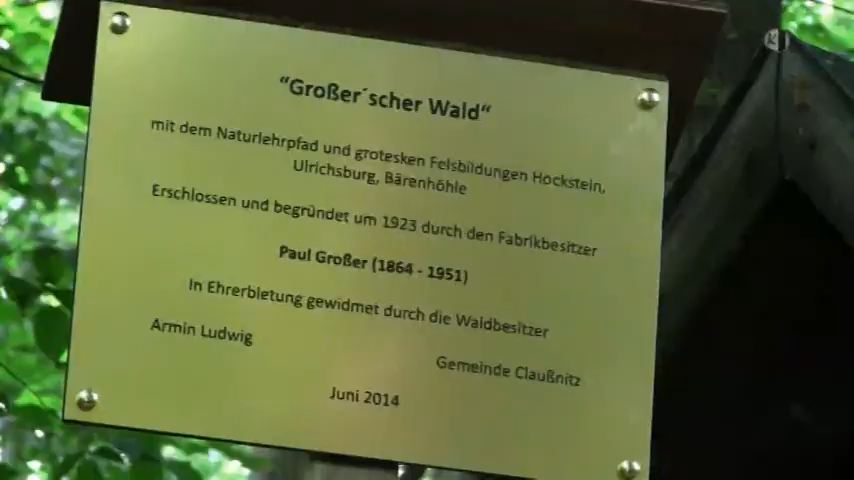 "Großer´scher Wald“
mit dem Naturlehrpfad und grotesken Felsbildungen Hockstein,
Ulrichsburg, Bärenhöhle
Erschlossen und begründet um 1923 durch den Fabrikbesitzer
Paul Großer (1864 - 1951)
In Ehrerbietung gewidmet durch die Waldbesitzer
Armin Ludwig
Gemeinde Claußnitz
Juni 2014